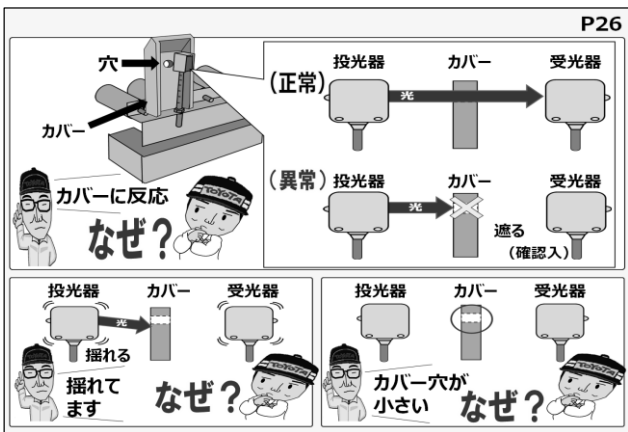 P26
穴
カバー
カバーに反応
なぜ？
TOYOTA
(正常)
投光器 カバー 受光器
光
(異常)
投光器 カバー 受光器
光
遮る
(確認入)
投光器 カバー 受光器
光
揺れる
揺れて
ます
なぜ？
TOYOTA
投光器 カバー 受光器
カバー穴が
小さい
なぜ？
TOYOTA